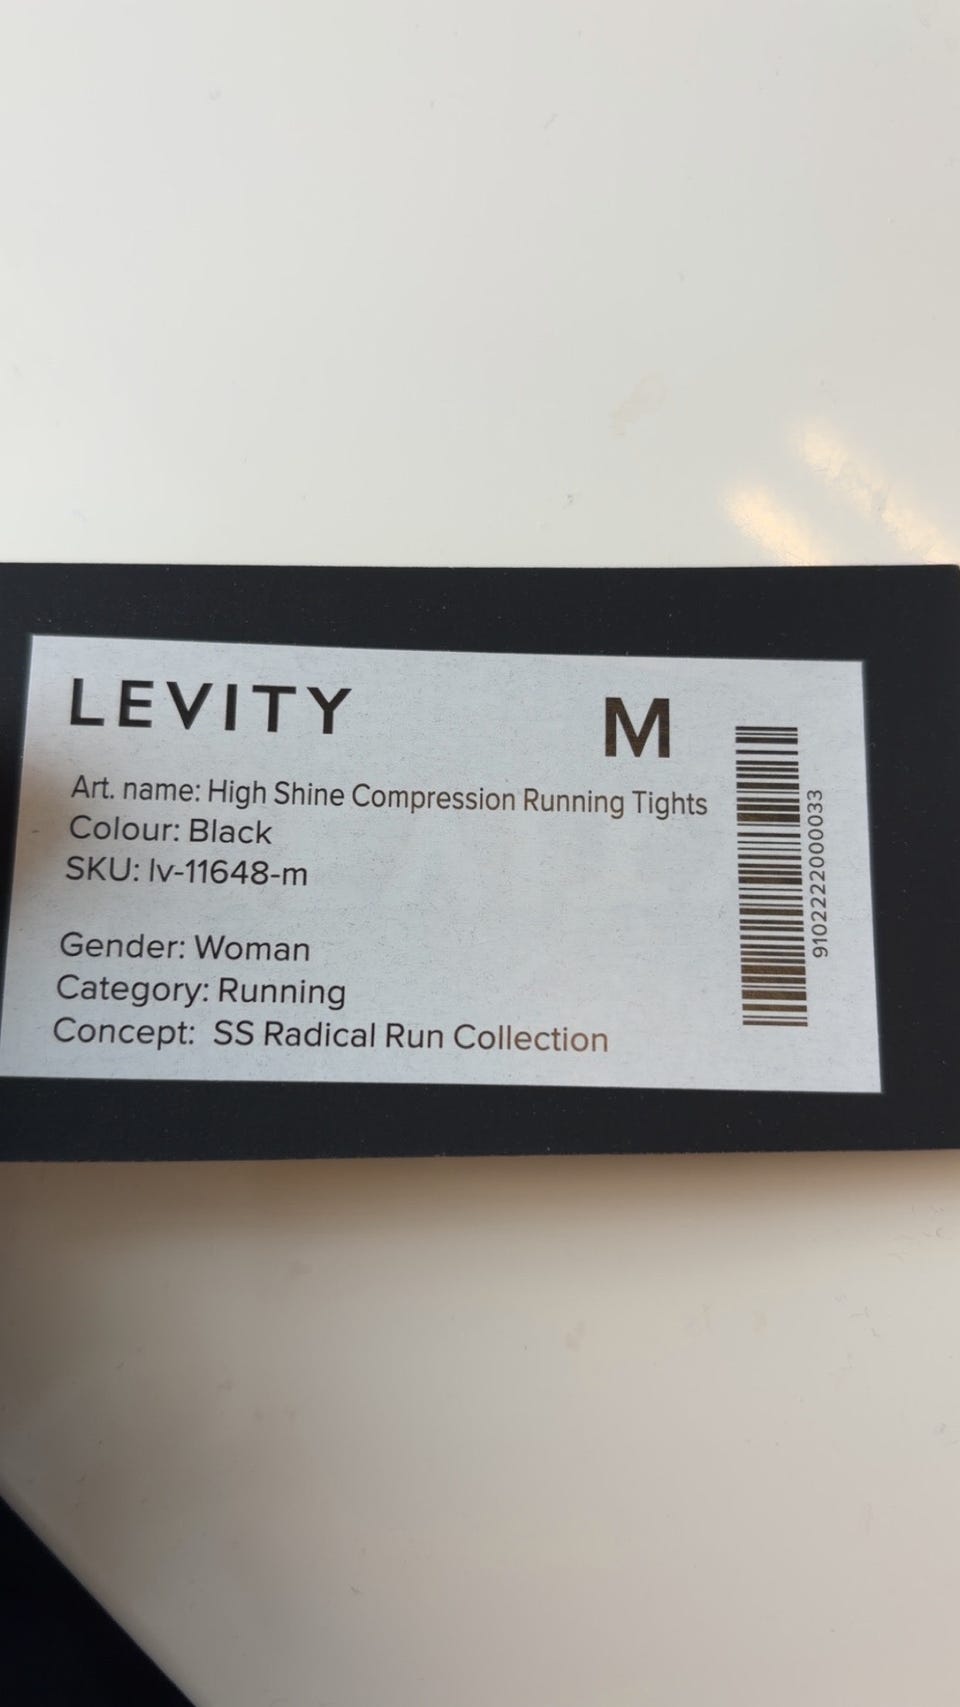 LEVITY
M
Art. name: High Shine Compression Running Tights
Colour: Black
SKU: lv-11648-m
Gender: Woman
Category: Running
Concept: SS Radical Run Collection
9102222000033